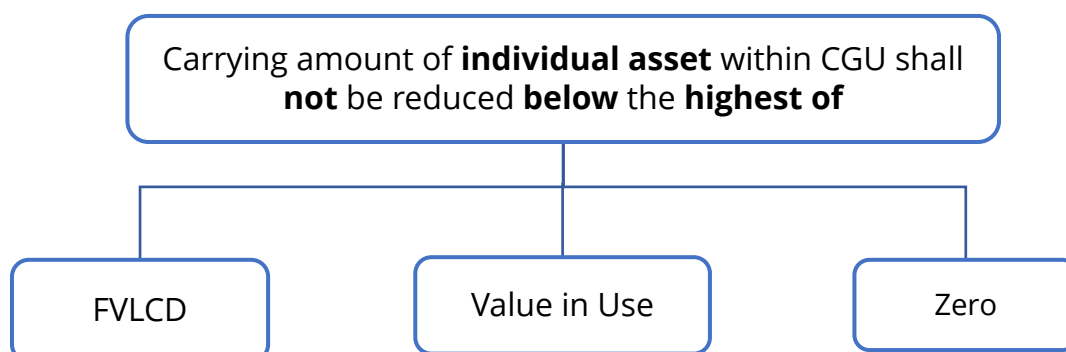 Carrying amount of individual asset within CGU shall
not be reduced below the highest of
FVLCD
Value in Use
Zero